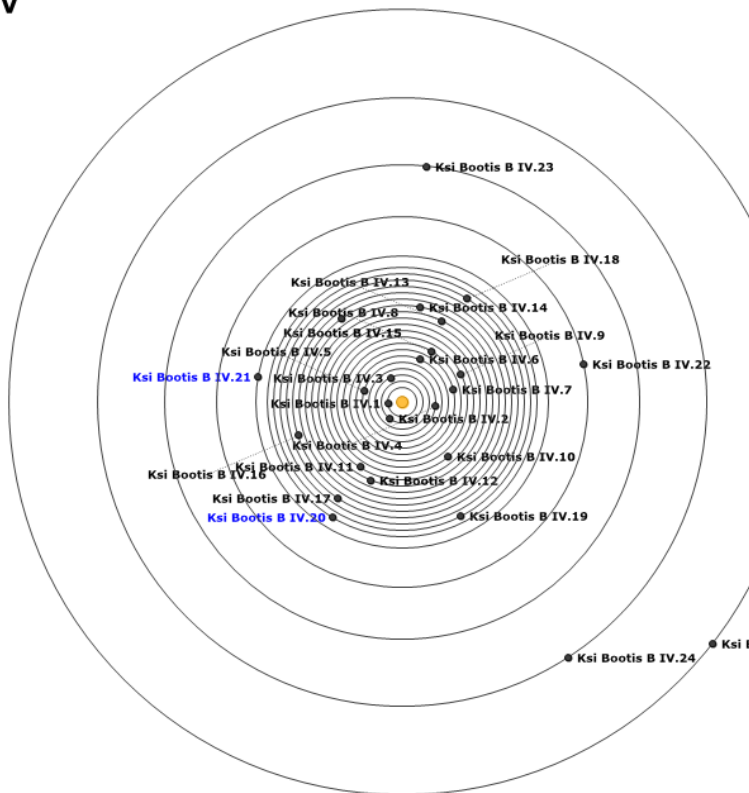 V
Ksi Bootis B IV.23
Ksi Bootis B IV.18
Ksi Bootis B IV.13
Ksi Bootis B IV.14
Ksi Bootis B IV.8
Ksi Bootis B IV.15
Ksi Bootis B IV.9
Ksi Bootis B IV.5
Ksi Bootis B IV.6
Ksi Bootis B IV.22
Ksi Bootis B IV.21
Ksi Bootis B IV.3
Ksi Bootis B IV.7
Ksi Bootis B IV.1
Ksi Bootis B IV.2
Ksi Bootis B IV.4
Ksi Bootis B IV.10
Ksi Bootis B IV.11
Ksi Bootis B IV.16
Ksi Bootis B IV.12
Ksi Bootis B IV.17
Ksi Bootis B IV.20
Ksi Bootis B IV.19
Ksi
Ksi Bootis B IV.24